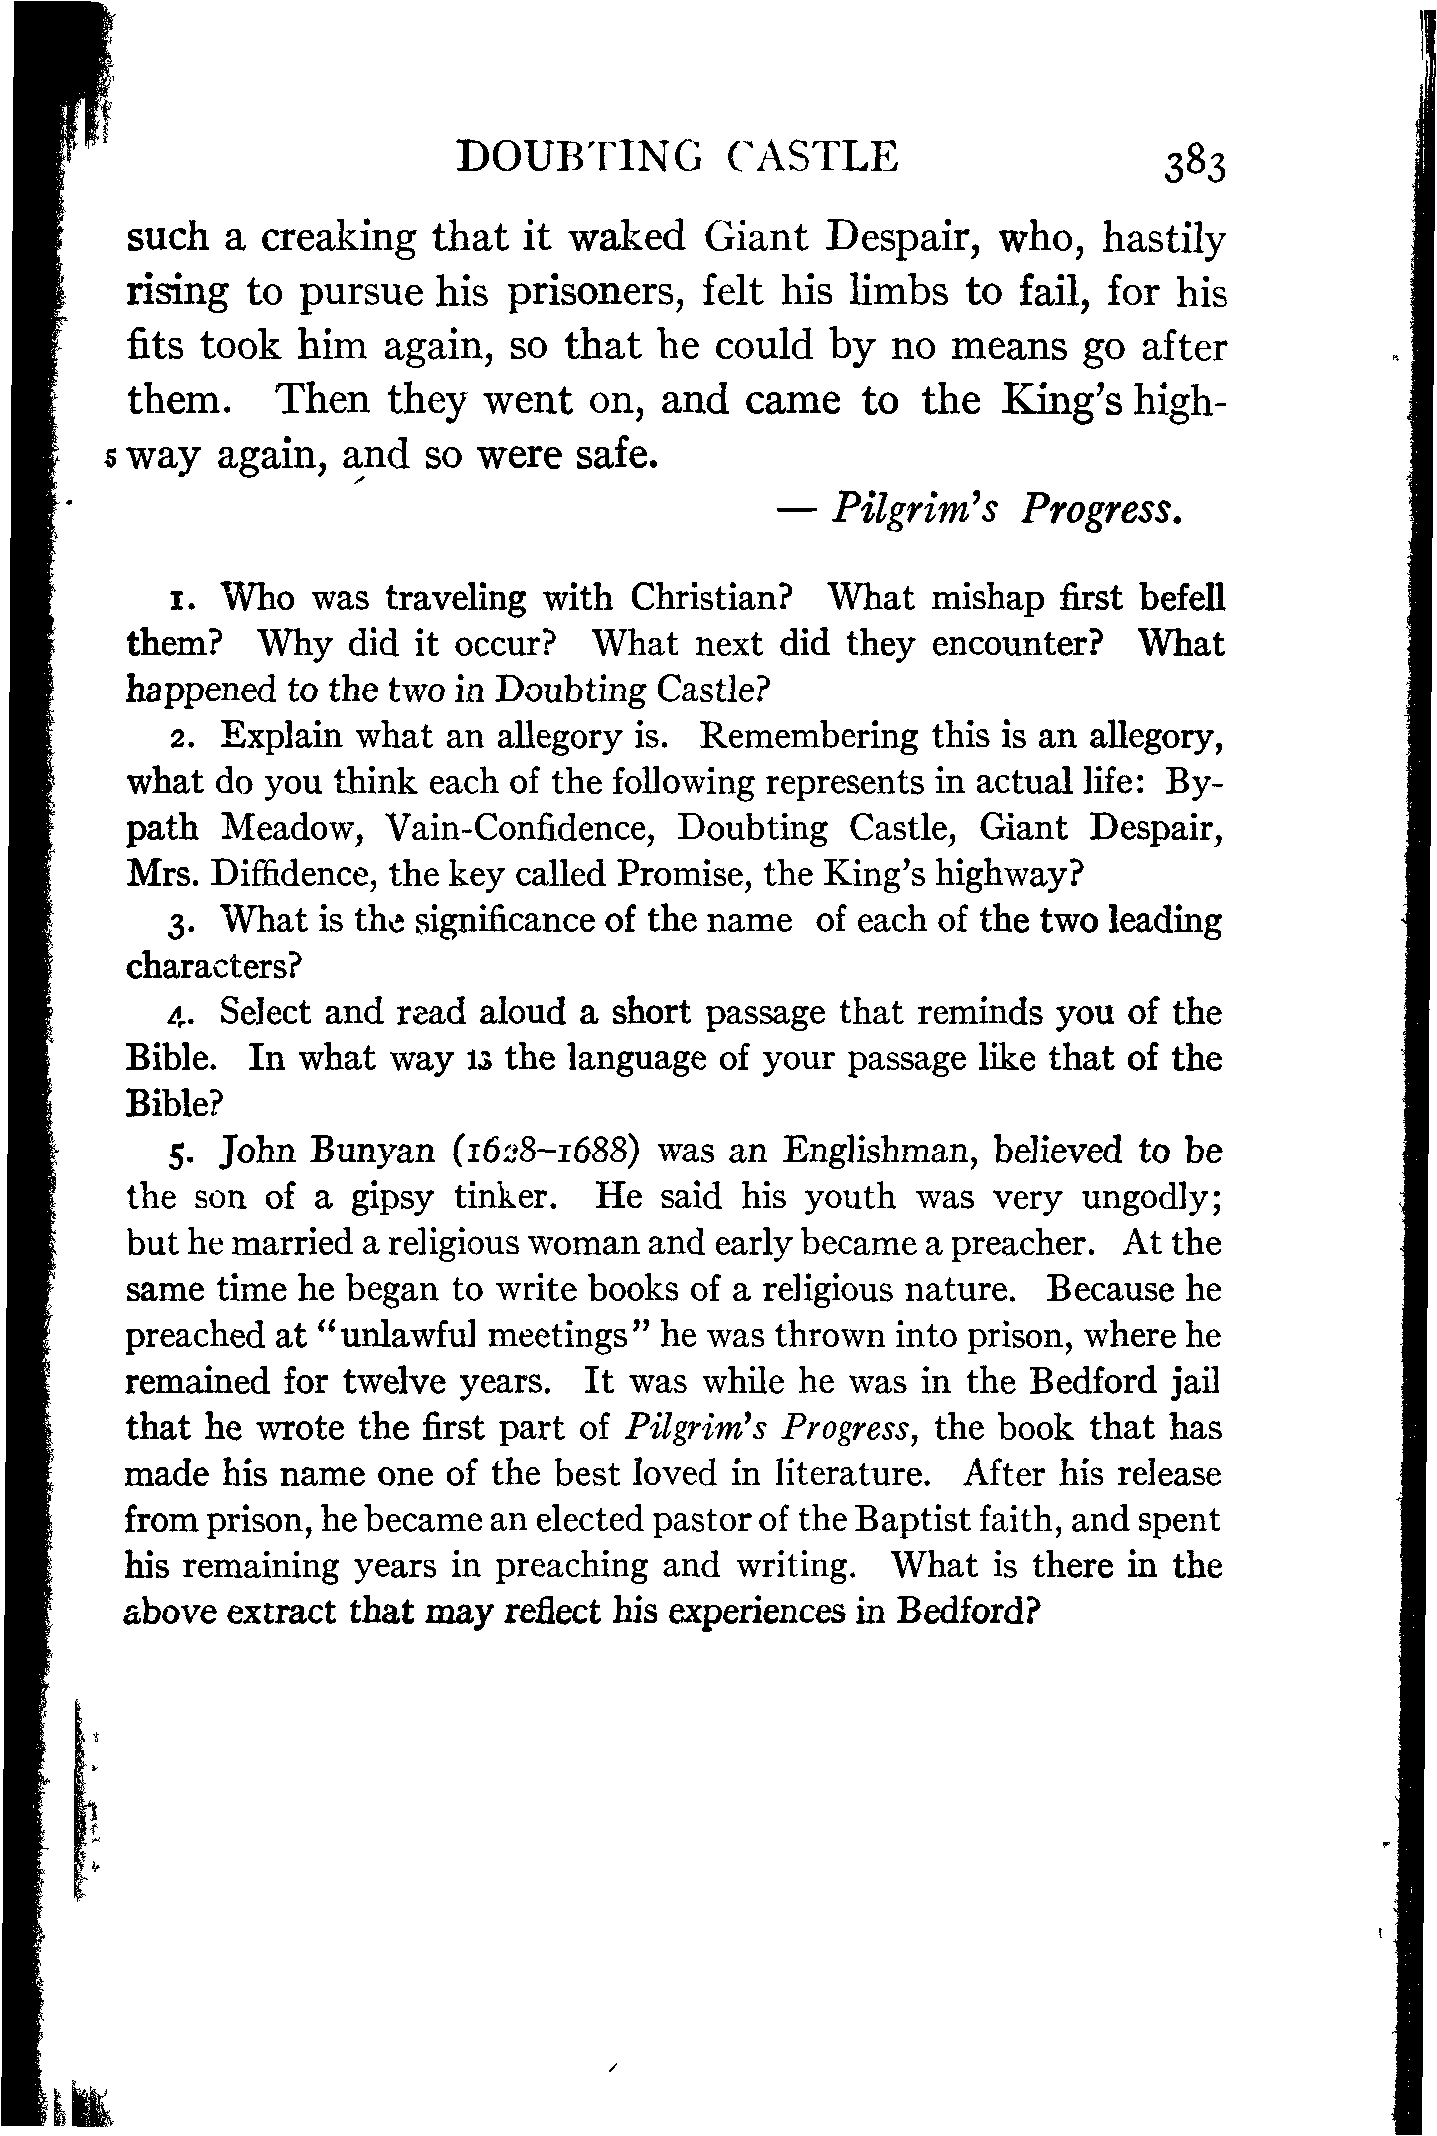 DOUBTING CASTLE 383
such a creaking that it waked Giant Despair, who, hastily
rising to pursue his prisoners, felt his limbs to fail, for his
fits took him again, so that he could by no means go after
them. Then they went on, and came to the King's high-
5 way again, and so were safe.
— Pilgrim's Progress.
1. Who was traveling with Christian? What mishap first befell
them? Why did it occur? What next did they encounter? What
happened to the two in Doubting Castle?
2. Explain what an allegory is. Remembering this is an allegory,
what do you think each of the following represents in actual life: By-
path Meadow, Vain-Confidence, Doubting Castle, Giant Despair,
Mrs. Diffidence, the key called Promise, the King's highway?
3. What is the significance of the name of each of the two leading
characters?
4. Select and read aloud a short passage that reminds you of the
Bible. In what way is the language of your passage like that of the
Bible?
5. John Bunyan (1628–1688) was an Englishman, believed to be
the son of a gipsy tinker. He said his youth was very ungodly;
but he married a religious woman and early became a preacher. At the
same time he began to write books of a religious nature. Because he
preached at "unlawful meetings" he was thrown into prison, where he
remained for twelve years. It was while he was in the Bedford jail
that he wrote the first part of Pilgrim's Progress, the book that has
made his name one of the best loved in literature. After his release
from prison, he became an elected pastor of the Baptist faith, and spent
his remaining years in preaching and writing. What is there in the
above extract that may reflect his experiences in Bedford?